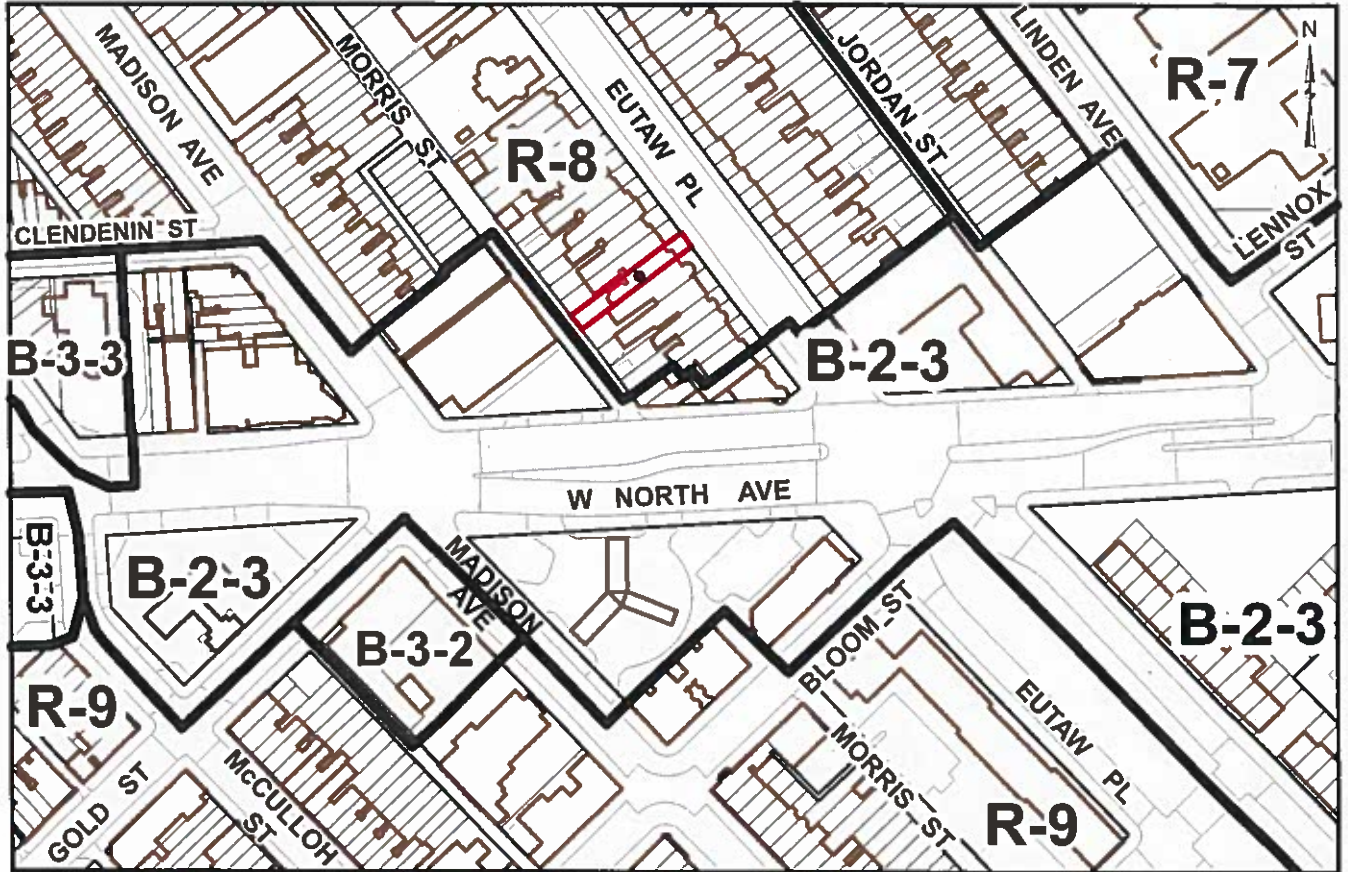 MADISON AVE
MORRIS ST
EUTAW PL
JORDAN ST
LINDEN AVE
R-7
N
R-8
LENNOX
ST
CLENDENIN ST
B-3-3
B-2-3
W NORTH AVE
B-3-3
B-2-3
MADISON
AVE
B-3-2
BLOOM ST
B-2-3
R-9
EUTAW PL
MORRIS ST
GOLD ST
McCULLOH
ST
R-9